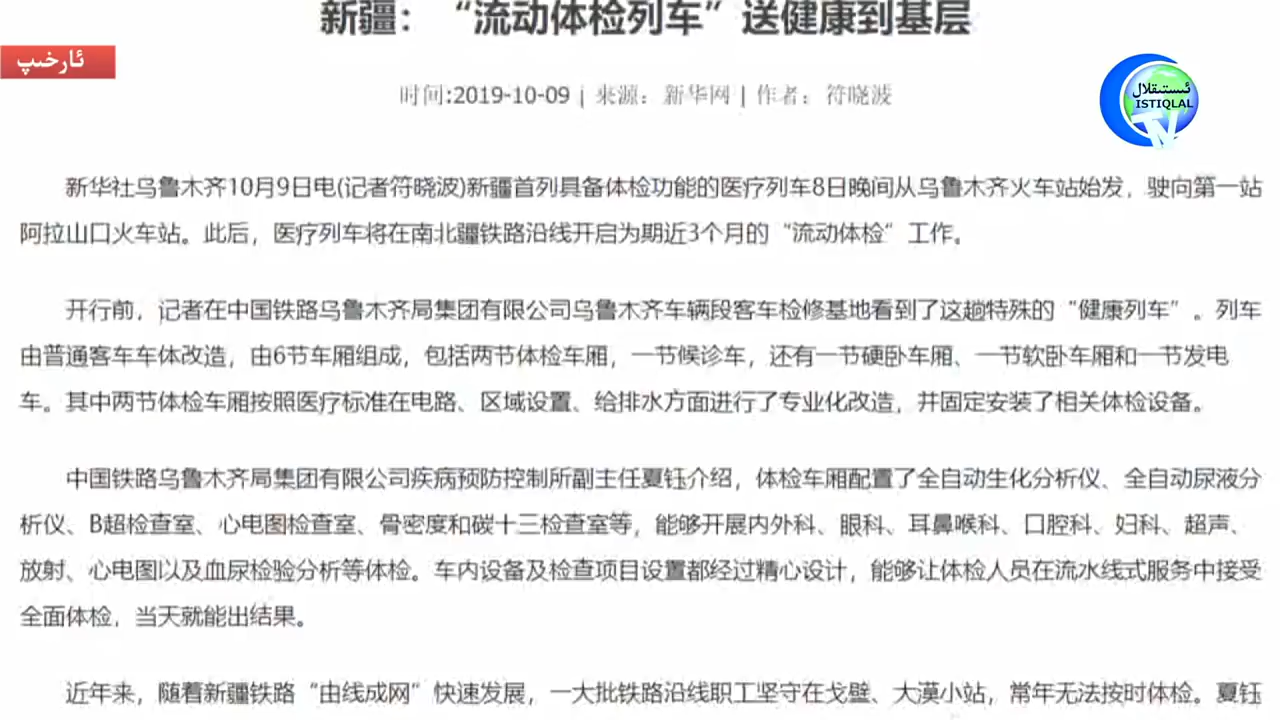 新疆：“流动体检列车”送健康到基层
ئارخىپ
ئىستىقلال
ISTIQLAL
TV
时间:2019-10-09 | 来源：新华网 | 作者：符晓波
新华社乌鲁木齐10月9日电(记者符晓波)新疆首列具备体检功能的医疗列车8日晚间从乌鲁木齐火车站始发，驶向第一站
阿拉山口火车站。此后，医疗列车将在南北疆铁路沿线开启为期近3个月的“流动体检”工作。
开行前，记者在中国铁路乌鲁木齐局集团有限公司乌鲁木齐车辆段客车检修基地看到了这趟特殊的“健康列车”。列车
由普通客车车体改造，由6节车厢组成，包括两节体检车厢，一节候诊车，还有一节硬卧车厢、一节软卧车厢和一节发电
车。其中两节体检车厢按照医疗标准在电路、区域设置、给排水方面进行了专业化改造，并固定安装了相关体检设备。
中国铁路乌鲁木齐局集团有限公司疾病预防控制所副主任夏钰介绍，体检车厢配置了全自动生化分析仪、全自动尿液分
析仪、B超检查室、心电图检查室、骨密度和碳十三检查室等，能够开展内外科、眼科、耳鼻喉科、口腔科、妇科、超声、
放射、心电图以及血尿检验分析等体检。车内设备及检查项目设置都经过精心设计，能够让体检人员在流水线式服务中接受
全面体检，当天就能出结果。
近年来，随着新疆铁路“由线成网”快速发展，一大批铁路沿线职工坚守在戈壁、大漠小站，常年无法按时体检。夏钰